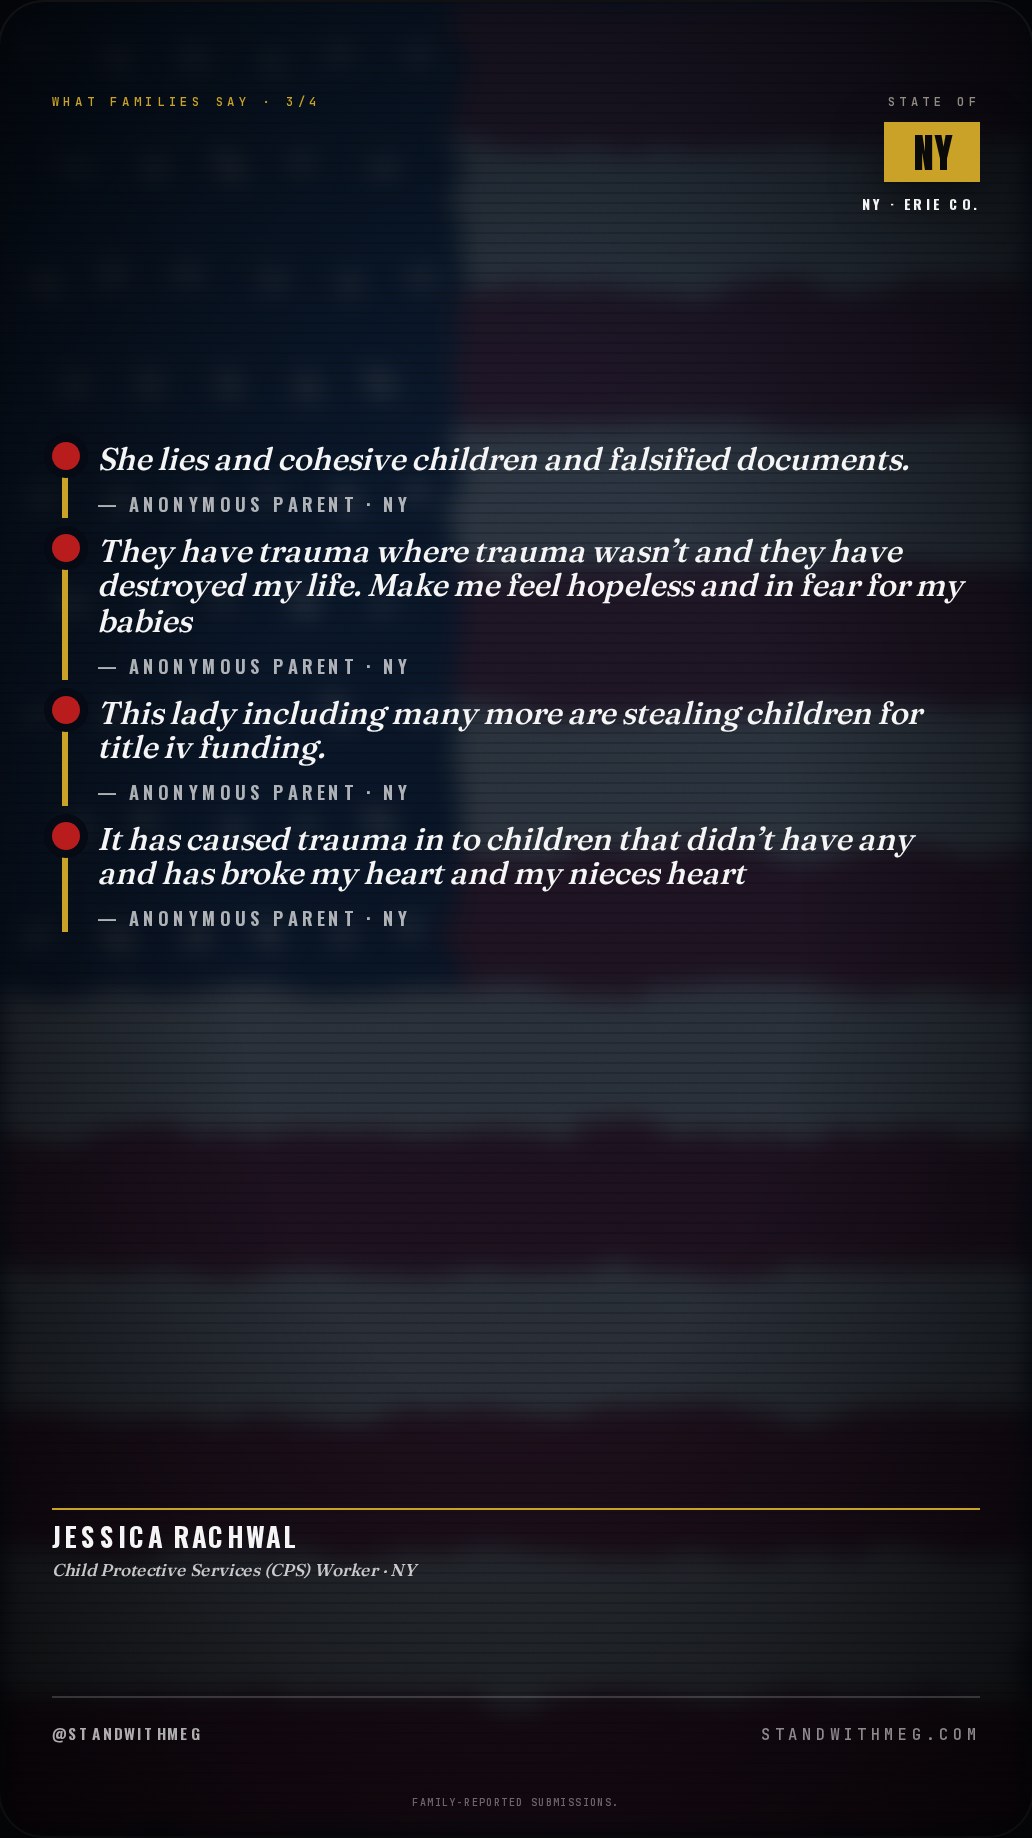 WHAT FAMILIES SAY · 3/4
STATE OF
NY
NY · ERIE CO.
She lies and cohesive children and falsified documents.
— ANONYMOUS PARENT · NY
They have trauma where trauma wasn’t and they have
destroyed my life. Make me feel hopeless and in fear for my
babies
— ANONYMOUS PARENT · NY
This lady including many more are stealing children for
title iv funding.
— ANONYMOUS PARENT · NY
It has caused trauma in to children that didn’t have any
and has broke my heart and my nieces heart
— ANONYMOUS PARENT · NY
JESSICA RACHWAL
Child Protective Services (CPS) Worker · NY
@STANDWITHMEG
STANDWITHMEG.COM
FAMILY-REPORTED SUBMISSIONS.